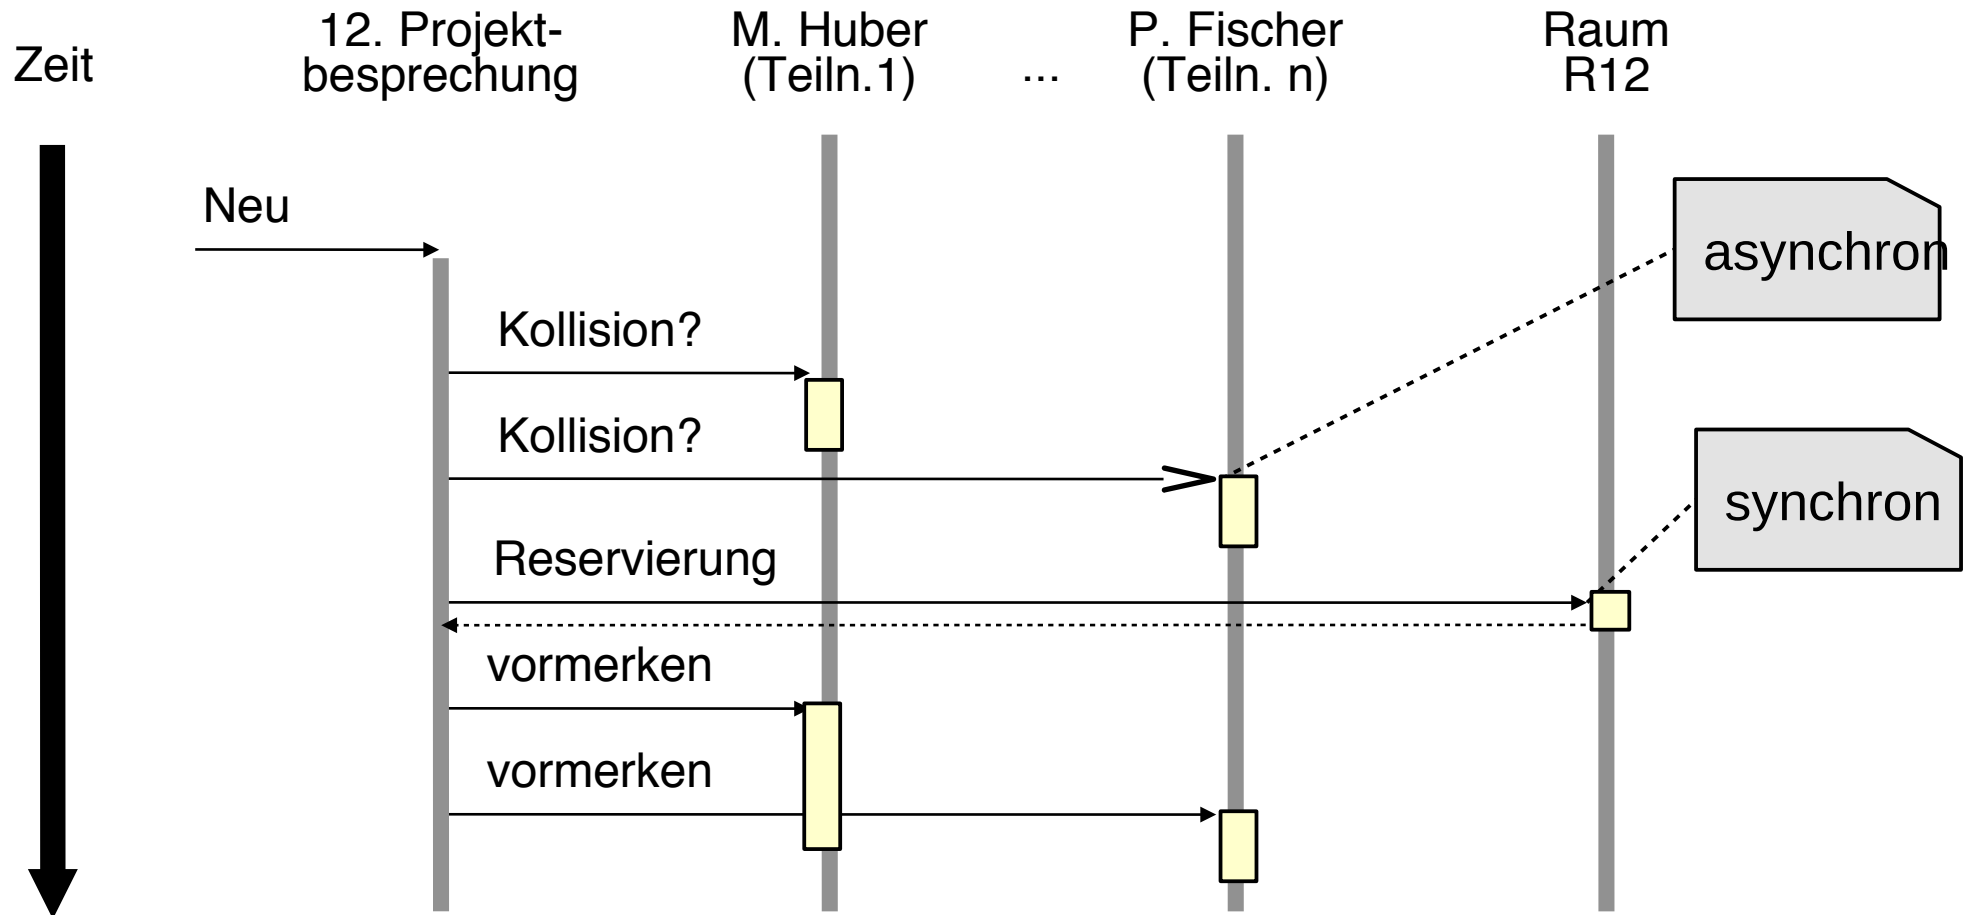 Zeit
12. Projekt-
besprechung
M. Huber
(Teiln.1)
...
P. Fischer
(Teiln. n)
Raum
R12
Neu
asynchron
Kollision?
Kollision?
synchron
Reservierung
vormerken
vormerken